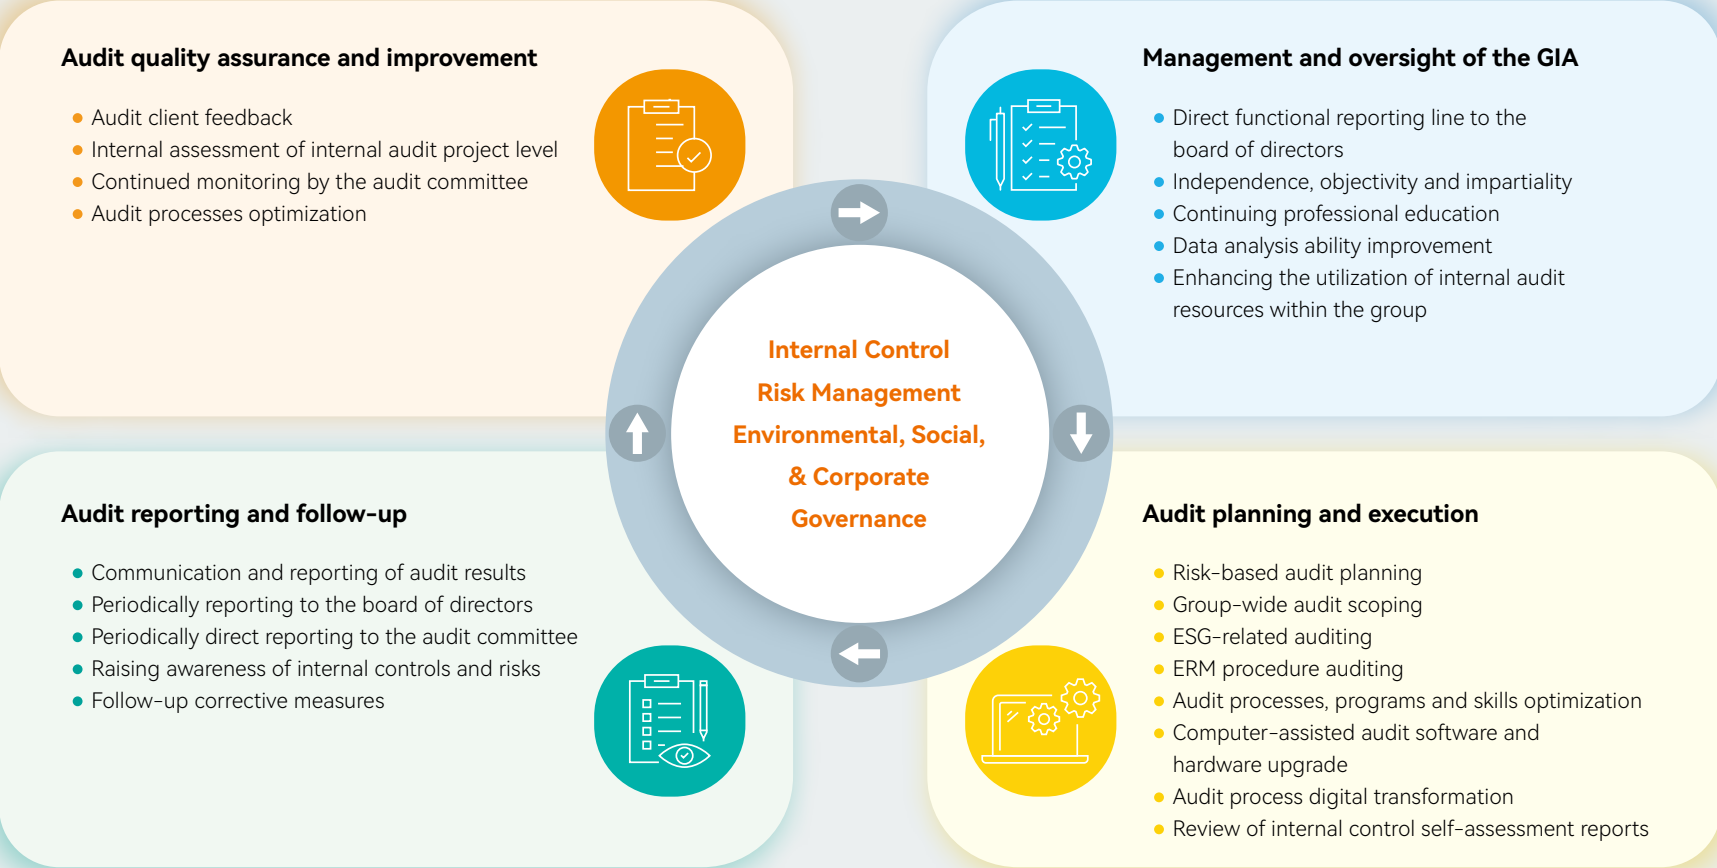 Audit quality assurance and improvement
Audit client feedback
Internal assessment of internal audit project level
Continued monitoring by the audit committee
Audit processes optimization
Management and oversight of the GIA
Direct functional reporting line to the
board of directors
Independence, objectivity and impartiality
Continuing professional education
Data analysis ability improvement
Enhancing the utilization of internal audit
resources within the group
Internal Control
Risk Management
Environmental, Social,
& Corporate
Governance
Audit reporting and follow-up
Communication and reporting of audit results
Periodically reporting to the board of directors
Periodically direct reporting to the audit committee
Raising awareness of internal controls and risks
Follow-up corrective measures
Audit planning and execution
Risk-based audit planning
Group-wide audit scoping
ESG-related auditing
ERM procedure auditing
Audit processes, programs and skills optimization
Computer-assisted audit software and
hardware upgrade
Audit process digital transformation
Review of internal control self-assessment reports